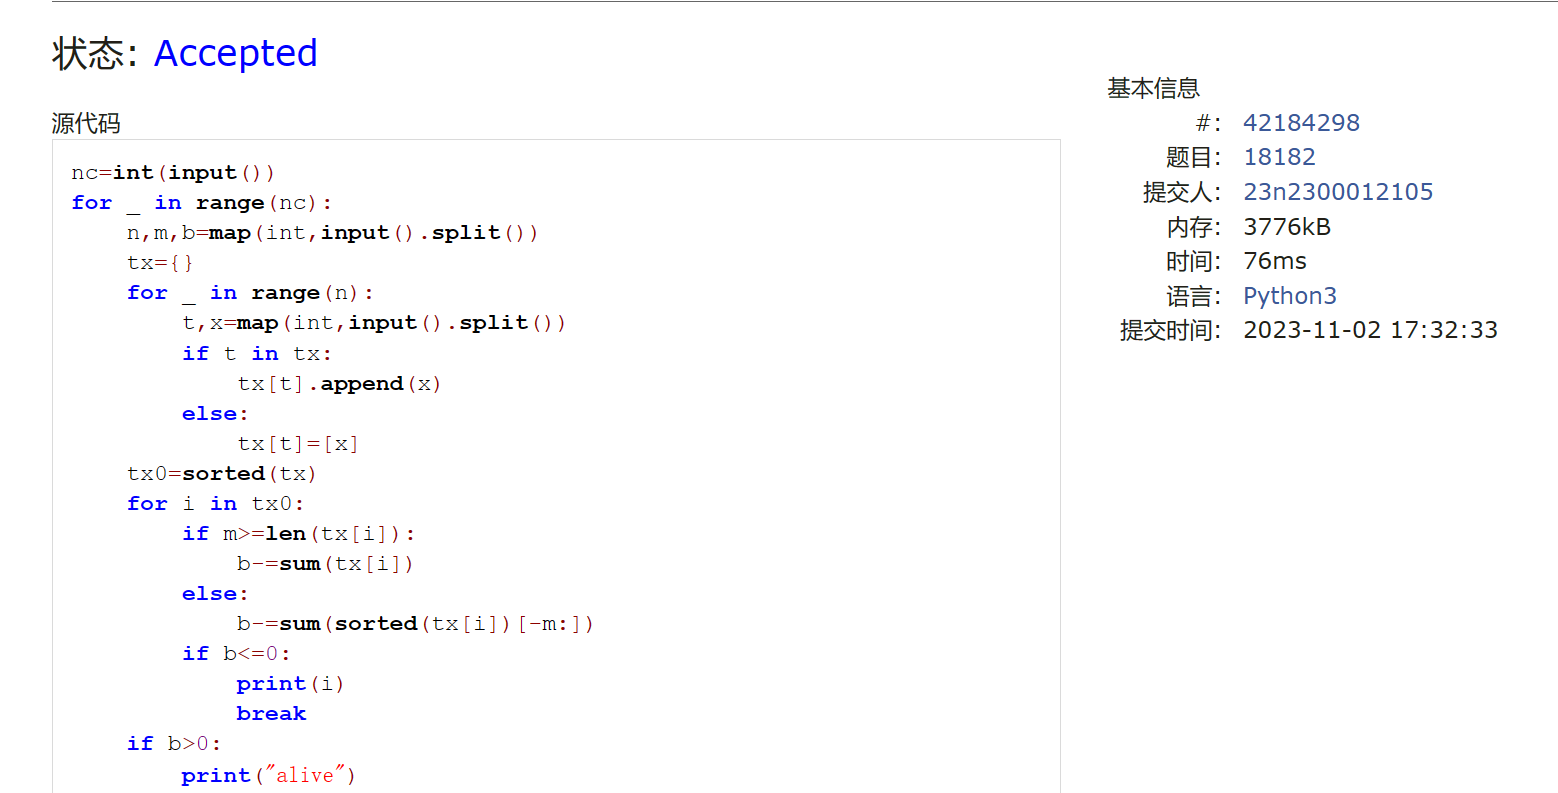 状态: Accepted
源代码
nc=int(input())
for _ in range(nc):
    n,m,b=map(int,input().split())
    tx={}
    for _ in range(n):
        t,x=map(int,input().split())
        if t in tx:
            tx[t].append(x)
        else:
            tx[t]=[x]
    tx0=sorted(tx)
    for i in tx0:
        if m>=len(tx[i]):
            b-=sum(tx[i])
        else:
            b-=sum(sorted(tx[i])[-m:])
        if b<=0:
            print(i)
            break
    if b>0:
        print("alive")
基本信息
#: 42184298
题目: 18182
提交人: 23n2300012105
内存: 3776kB
时间: 76ms
语言: Python3
提交时间: 2023-11-02 17:32:33